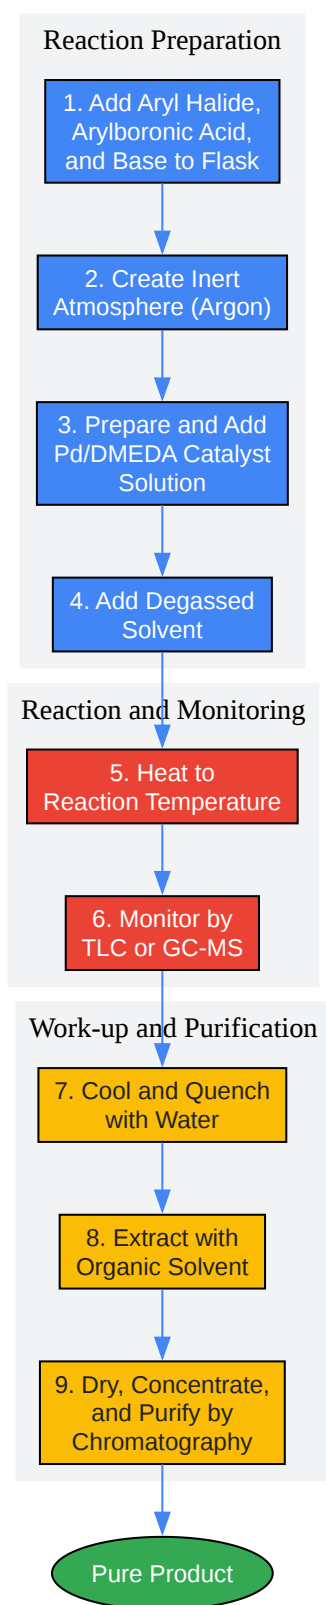 Reaction Preparation
1. Add Aryl Halide,
Arylboronic Acid,
and Base to Flask
2. Create Inert
Atmosphere (Argon)
3. Prepare and Add
Pd/DMEDA Catalyst
Solution
4. Add Degassed
Solvent
Reaction and Monitoring
5. Heat to
Reaction Temperature
6. Monitor by
TLC or GC-MS
Work-up and Purification
7. Cool and Quench
with Water
8. Extract with
Organic Solvent
9. Dry, Concentrate,
and Purify by
Chromatography
Pure Product